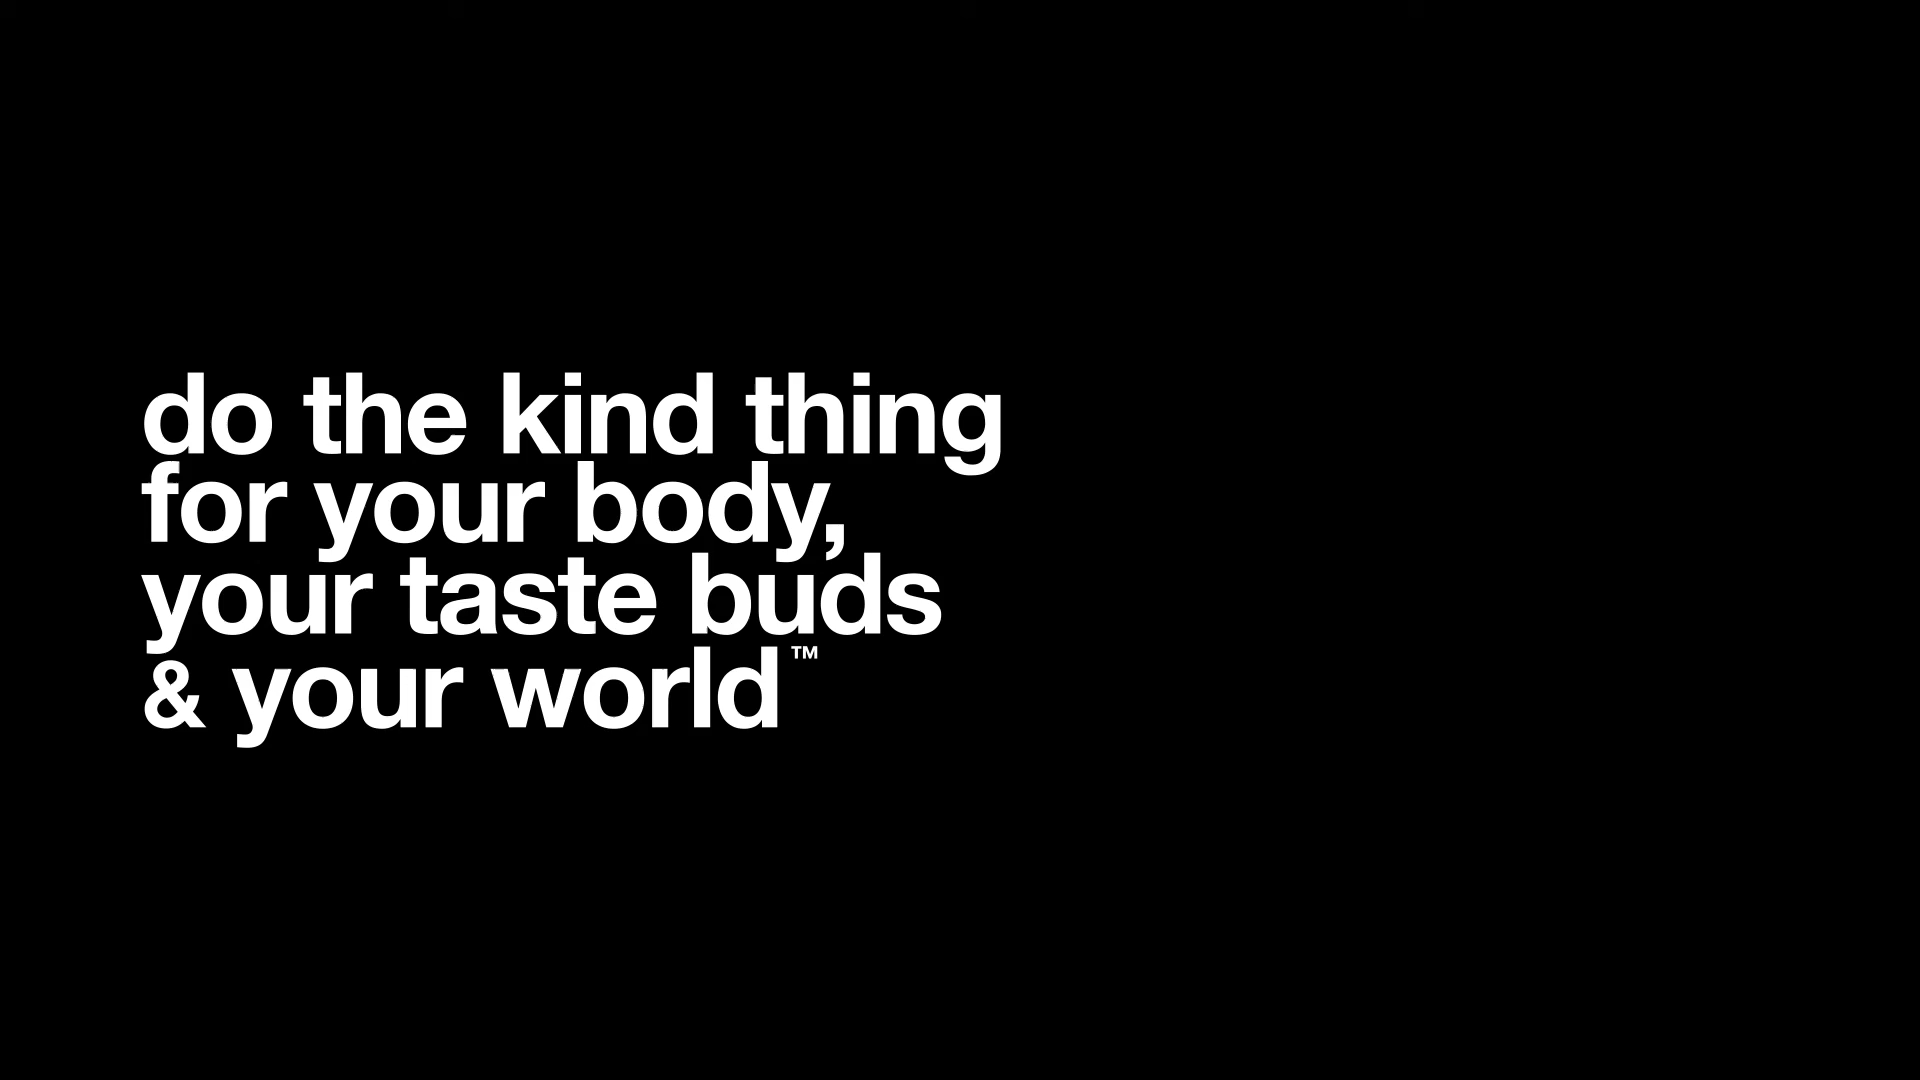 do the kind thing
for your body,
your taste buds
& your world™